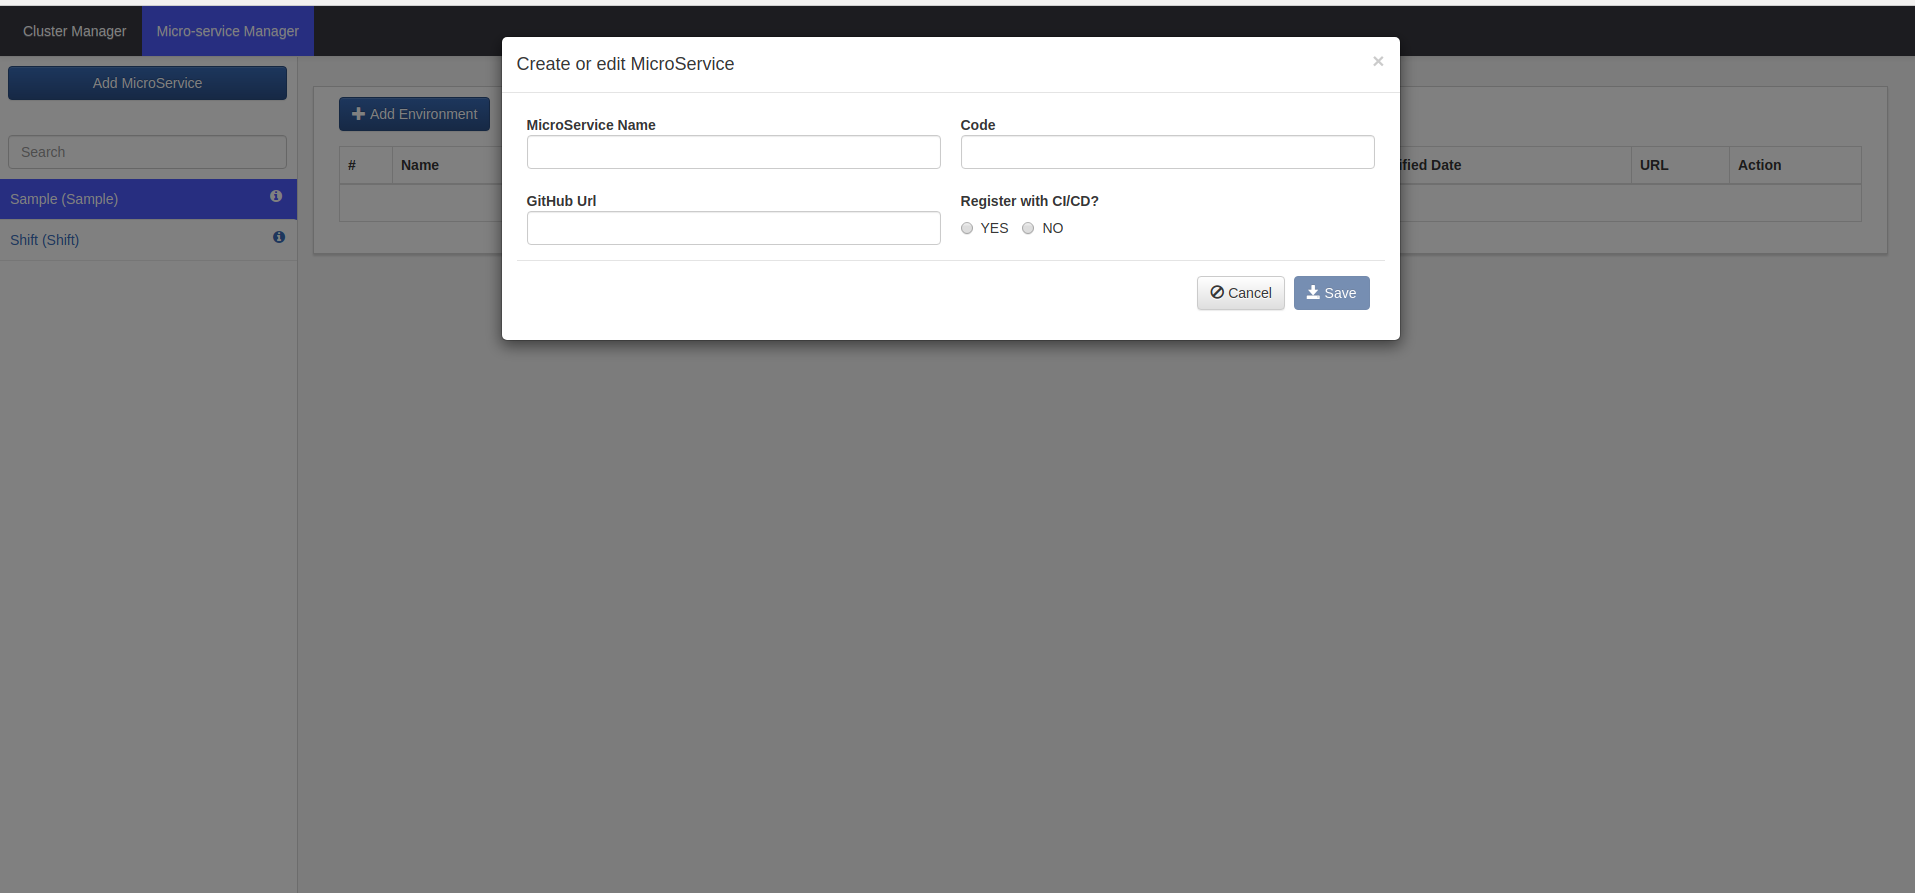 Cluster Manager
Micro-service Manager
Add MicroService
Search
Sample (Sample)
Shift (Shift)
Add Environment
# Name
ified Date URL Action
Create or edit MicroService
×
MicroService Name
Code
GitHub Url
Register with CI/CD?
YES NO
Cancel Save